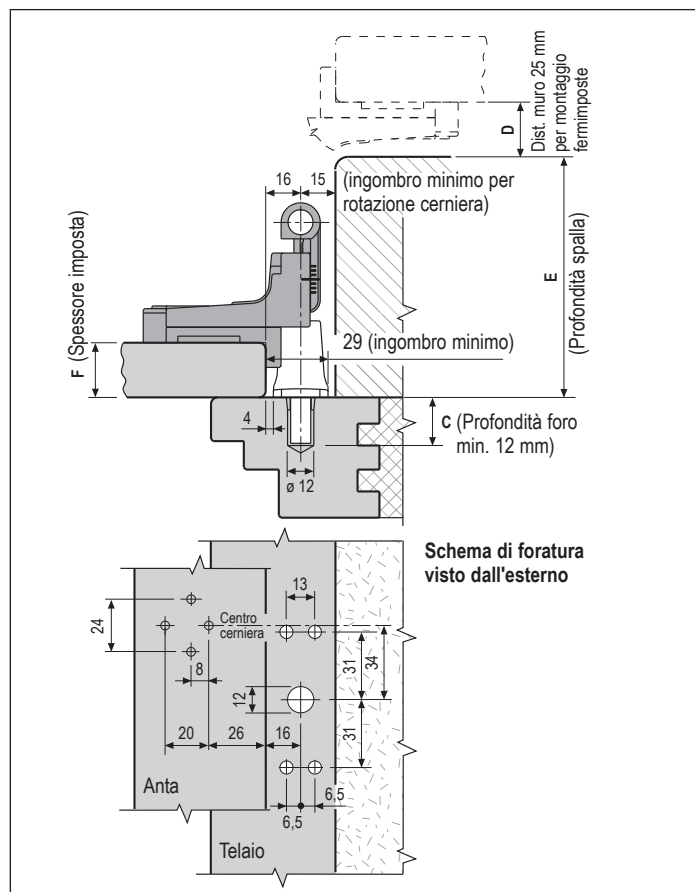 D
Dist. muro 25 mm
per montaggio
fermimposte
16
15
(ingombro minimo per
rotazione cerniera)
F (Spessore imposta)
E
(Profondità spalla)
29 (ingombro minimo)
4
C (Profondità foro
min. 12 mm)
ø 12
Schema di foratura
visto dall'esterno
13
24
Centro
cerniera
8
31
34
12
31
20
26
16
Anta
6,5
6,5
Telaio